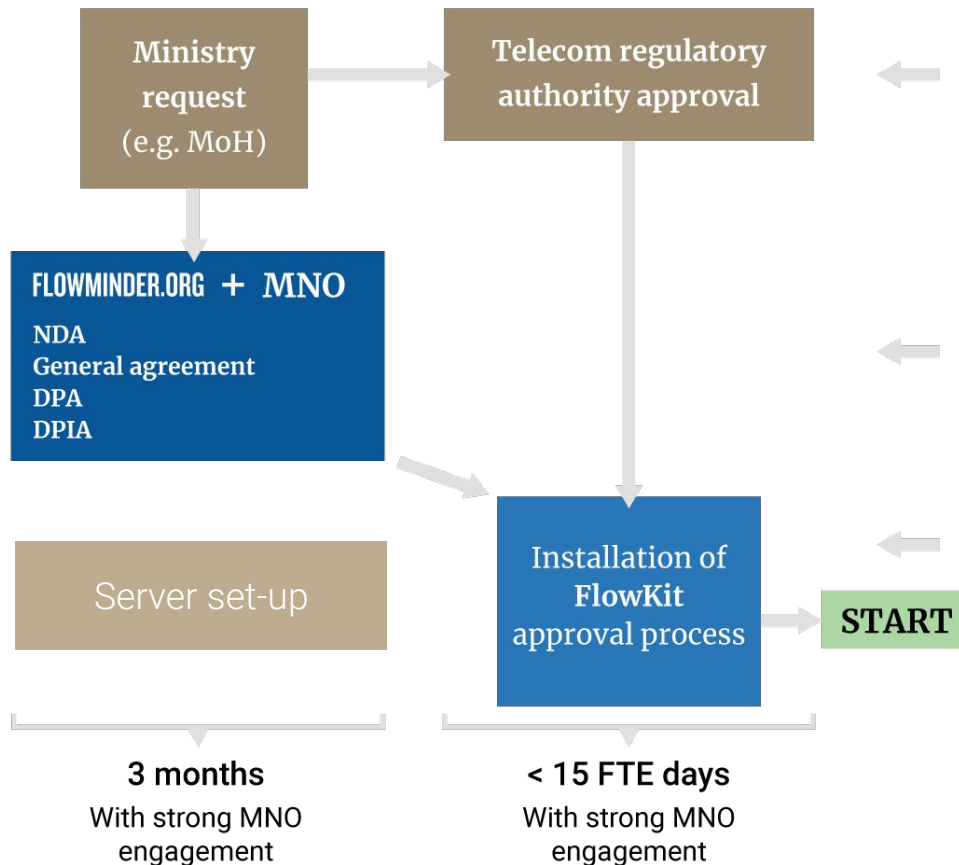 Ministry
request
(e.g. MoH)
Telecom regulatory
authority approval
FLOWMINDER.ORG + MNO
NDA
General agreement
DPA
DPIA
Server set-up
Installation of
FlowKit
approval process
START
3 months
With strong MNO
engagement
< 15 FTE days
With strong MNO
engagement